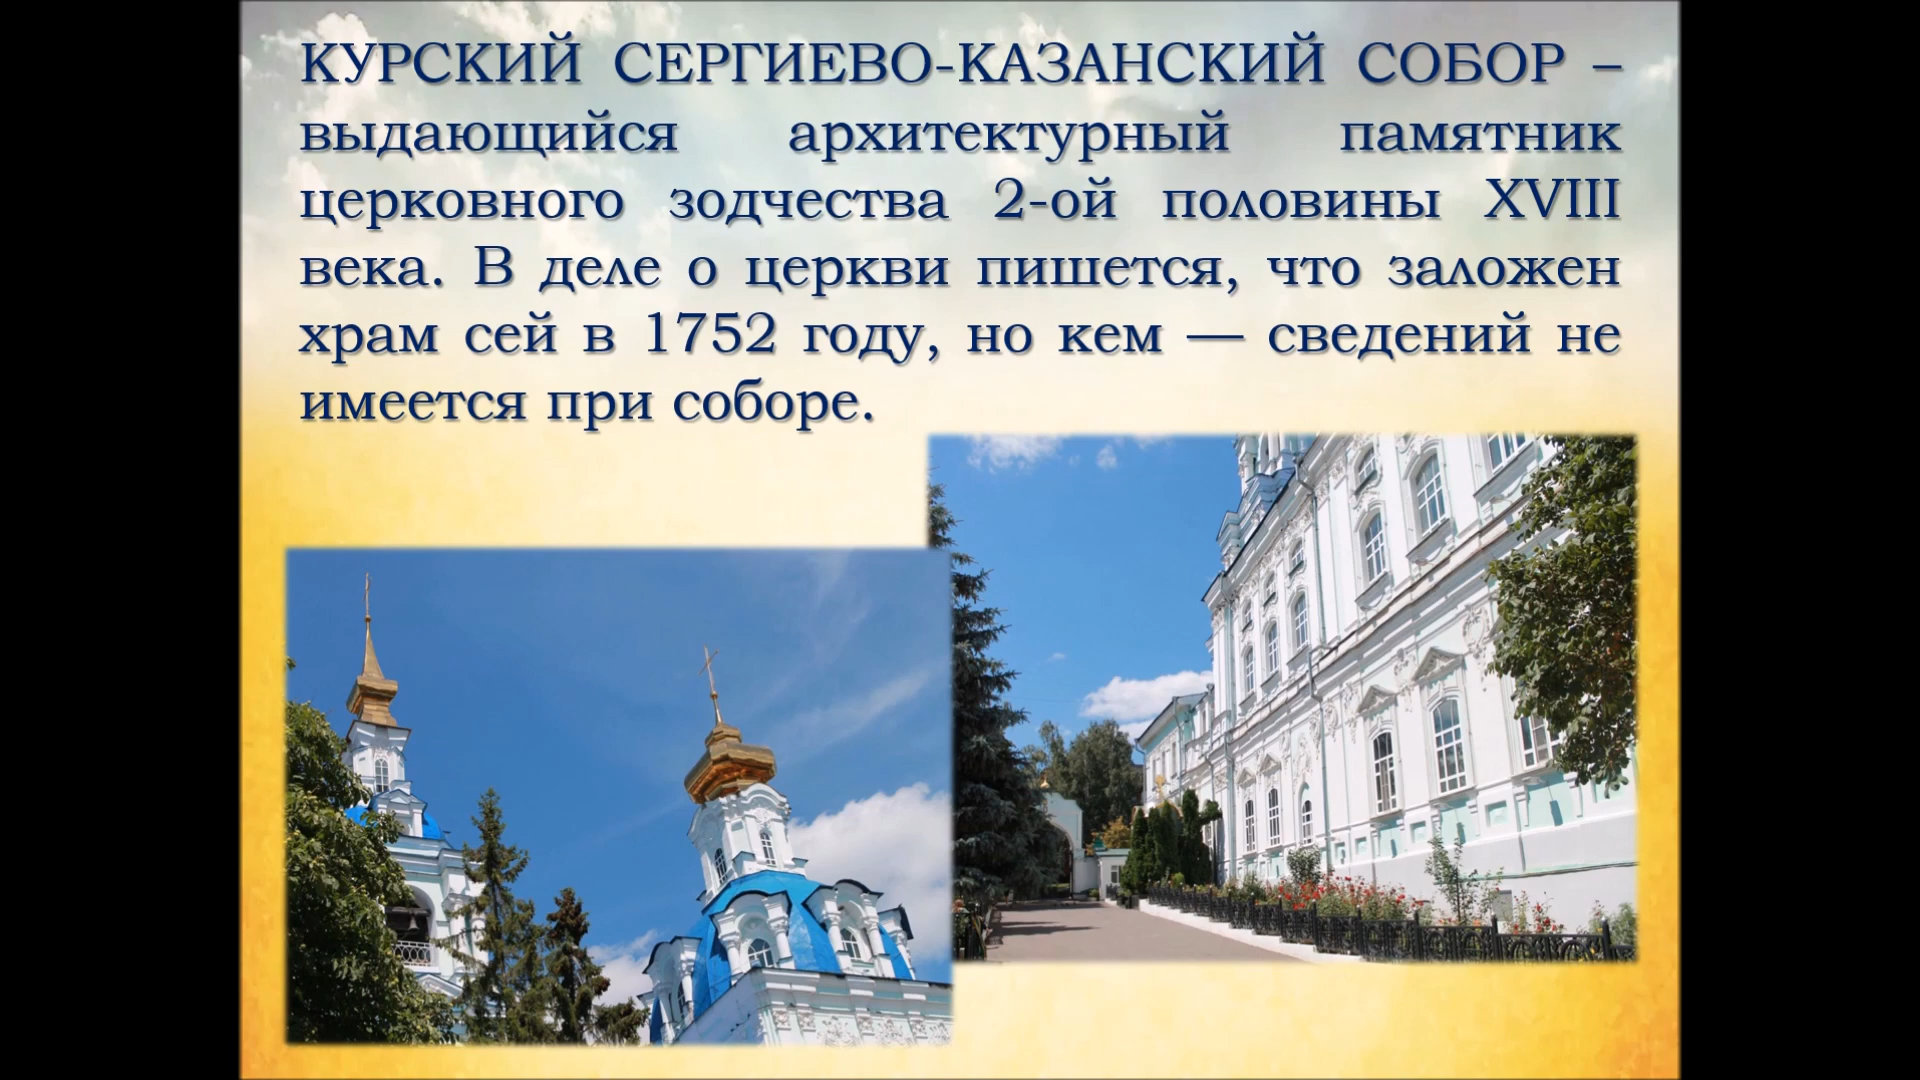 КУРСКИЙ СЕРГИЕВО-КАЗАНСКИЙ СОБОР –
выдающийся архитектурный памятник
церковного зодчества 2-ой половины XVIII
века. В деле о церкви пишется, что заложен
храм сей в 1752 году, но кем — сведений не
имеется при соборе.